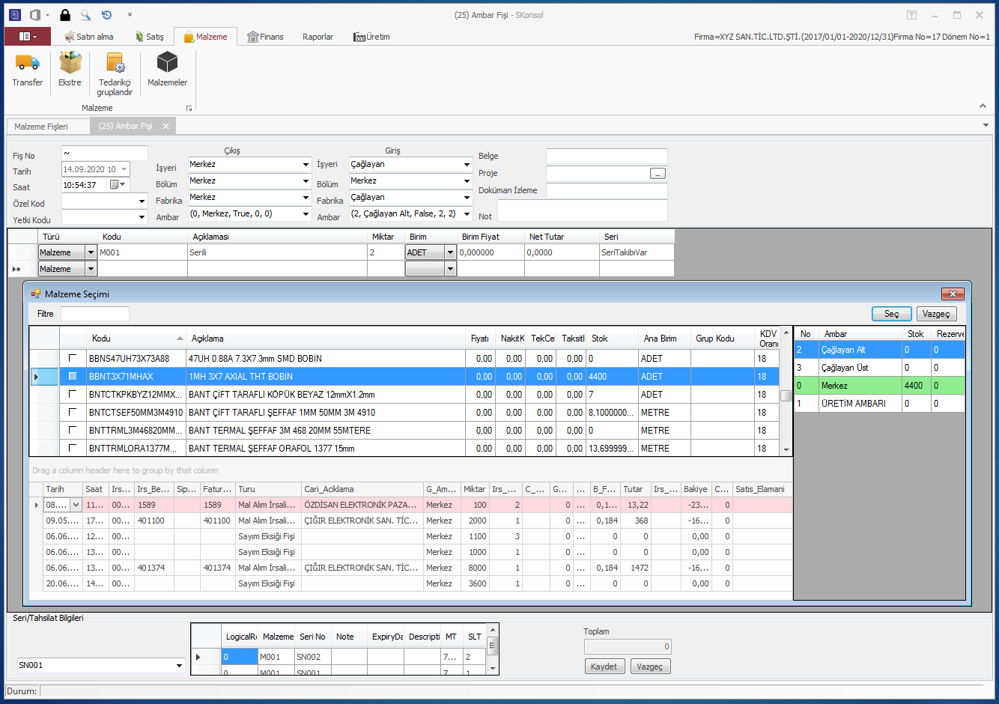 (25) Ambar Fişi - SKonsol
Satın alma Satış Malzeme Finans Raporlar Üretim
Firma=XYZ SAN.TİC.LTD.ŞTİ.(2017/01/01-2020/12/31)Firma No=17 Dönem No=1
Transfer Ekstre Tedarikçi gruplandır Malzemeler
Malzeme
Malzeme Fişleri (25) Ambar Fişi
Çıkış Giriş
Fiş No ~
Tarih 14.09.2020 10
Saat 10:54:37
Özel Kod
Yetki Kodu
İşyeri Merkez
Bölüm Merkez
Fabrika Merkez
Ambar (0, Merkez, True, 0, 0)
İşyeri Çağlayan
Bölüm Merkez
Fabrika Çağlayan
Ambar (2, Çağlayan Alt, False, 2, 2)
Belge
Proje ...
Doküman İzleme
Not
Türü Kodu Açıklaması Miktar Birim Birim Fiyat Net Tutar Seri
Malzeme M001 Serili 2 ADET 0,000000 0,0000 SeriTakibiVar
Malzeme
Malzeme Seçimi
Filtre Seç Vazgeç
Kodu Açıklama Fiyatı NakitK TekCe Taksitl Stok Ana Birim Grup Kodu KDV Oranı
BBNS47UH73X73A88 47UH 0.88A 7.3X7.3mm SMD BOBİN 0,00 0,00 0,00 0,00 0 ADET 18
BBNT3X71MHAX 1MH 3X7 AXIAL THT BOBİN 0,00 0,00 0,00 0,00 4400 ADET 18
BNTCTKPKBYZ12MMX... BANT ÇİFT TARAFLI KÖPÜK BEYAZ 12mmX1.2mm 0,00 0,00 0,00 0,00 7 ADET 18
BNTCTSEF50MM3M4910 BANT ÇİFT TARAFLI ŞEFFAF 1MM 50MM 3M 4910 0,00 0,00 0,00 0,00 8,1000000... METRE 18
BNTTRML3M46820MM... BANT TERMAL ŞEFFAF 3M 468 20MM 55MTERE 0,00 0,00 0,00 0,00 0 METRE 18
BNTTRMLORA1377M... BANT TERMAL ŞEFFAF ORAFOL 1377 15mm 0,00 0,00 0,00 0,00 13,699999... METRE 18
No Ambar Stok Rezerve
2 Çağlayan Alt 0 0
3 Çağlayan Üst 0 0
0 Merkez 4400 0
1 ÜRETİM AMBARI 0 0
Drag a column header here to group by that column
Tarih Saat Irs... Irs_Be... Sip... Fatur... Turu Cari_Aciklama G_Am... Miktar Irs_... C_... G... ... B_F... Tutar Irs_... Bakiye C... Satis_Elamani
08.... 11... 00... 1589 1589 Mal Alım İrsali... ÖZDİSAN ELEKTRONİK PAZA... Merkez 100 2 0 ... 0,1... 13,22 -23... 0
09.05.... 17... 00... 401100 401100 Mal Alım İrsali... ÇIĞIR ELEKTRONİK SAN. TİC... Merkez 2000 1 0 ... 0,184 368 -16... 0
06.06.... 12... 00... Sayım Eksiği Fişi Merkez 1100 3 0 ... 0 0 0,00 0
06.06.... 13... 00... Sayım Eksiği Fişi Merkez 1000 1 0 ... 0 0 0,00 0
06.06.... 13... 00... 401374 401374 Mal Alım İrsali... ÇIĞIR ELEKTRONİK SAN. TİC... Merkez 8000 1 0 ... 0,184 1472 -16... 0
20.06.... 14... 00... Sayım Eksiği Fişi Merkez 3600 1 0 ... 0 0 0,00 0
Seri/Tahsilat Bilgileri
SN001
LogicalRe Malzeme Seri No Note ExpiryDa Descripti MT SLT
0 M001 SN002 7... 2
0 M001 SN001 7 1
Toplam
0
Kaydet Vazgeç
Durum: